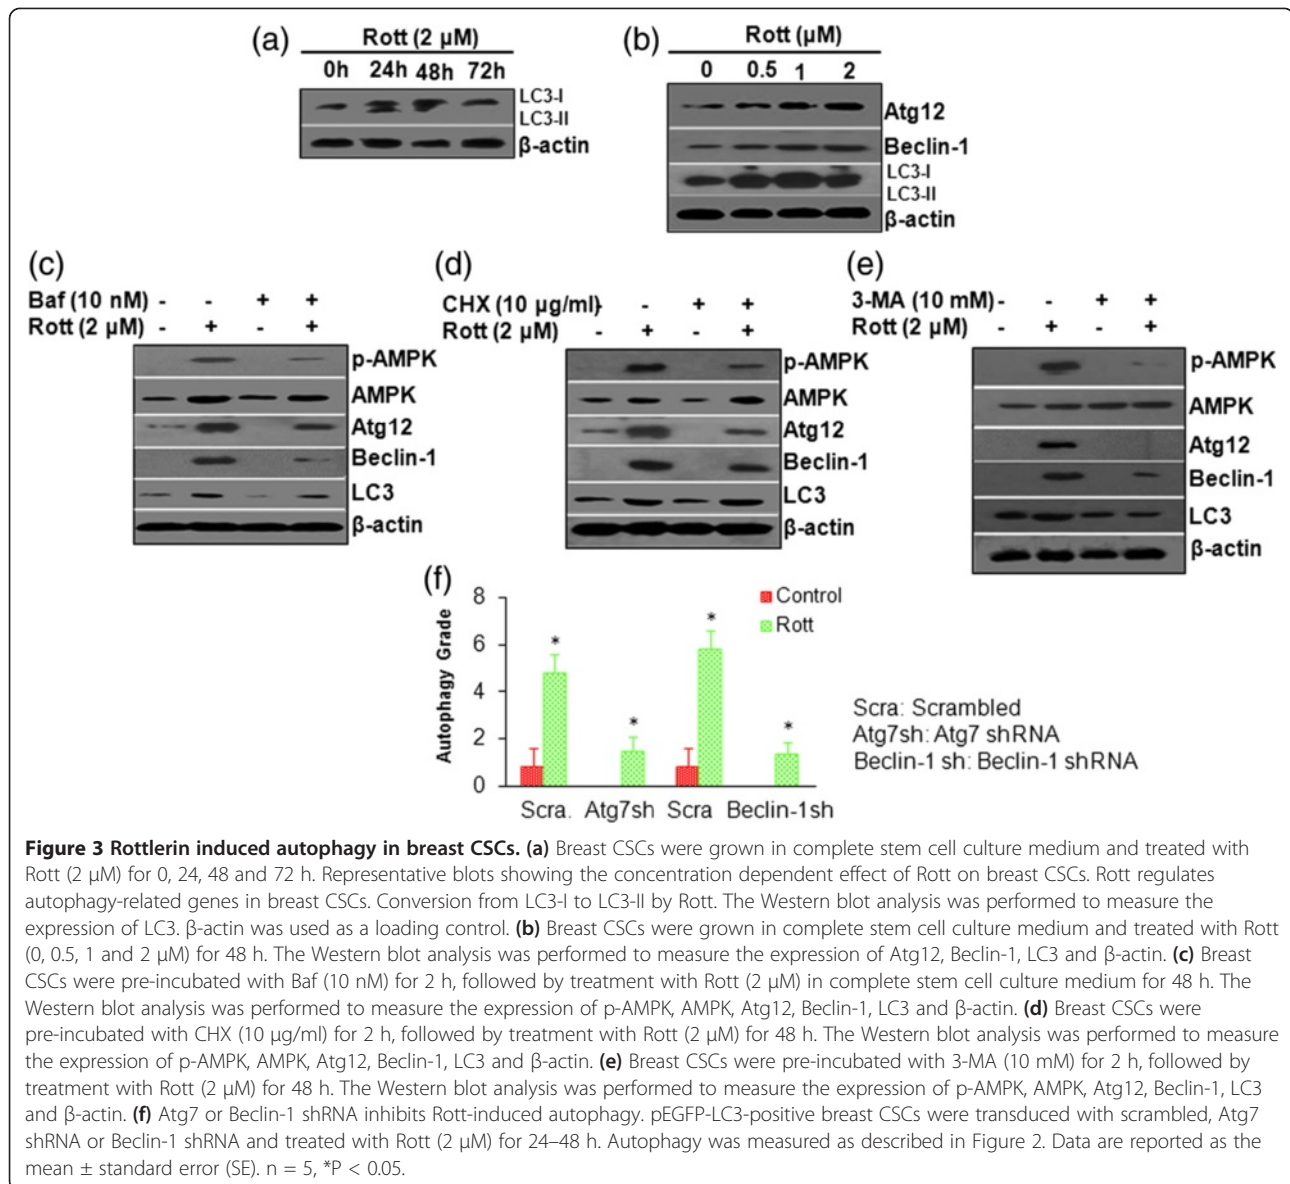 (a)
Rott (2 µM)
0h 24h 48h 72h
LC3-I
LC3-II
β-actin
(b)
Rott (µM)
0 0.5 1 2
Atg12
Beclin-1
LC3-I
LC3-II
β-actin
(c)
Baf (10 nM) - - + +
Rott (2 µM) - + - +
p-AMPK
AMPK
Atg12
Beclin-1
LC3
β-actin
(d)
CHX (10 µg/ml) - - + +
Rott (2 µM) - + - +
p-AMPK
AMPK
Atg12
Beclin-1
LC3
β-actin
(e)
3-MA (10 mM) - - + +
Rott (2 µM) - + - +
p-AMPK
AMPK
Atg12
Beclin-1
LC3
β-actin
(f)
Autophagy Grade
8
6
4
2
0
* * * *
Control
Rott
Scra. Atg7sh Scra Beclin-1sh
Scra: Scrambled
Atg7sh: Atg7 shRNA
Beclin-1 sh: Beclin-1 shRNA
Figure 3 Rottlerin induced autophagy in breast CSCs. (a) Breast CSCs were grown in complete stem cell culture medium and treated with
Rott (2 µM) for 0, 24, 48 and 72 h. Representative blots showing the concentration dependent effect of Rott on breast CSCs. Rott regulates
autophagy-related genes in breast CSCs. Conversion from LC3-I to LC3-II by Rott. The Western blot analysis was performed to measure the
expression of LC3. β-actin was used as a loading control. (b) Breast CSCs were grown in complete stem cell culture medium and treated with Rott
(0, 0.5, 1 and 2 µM) for 48 h. The Western blot analysis was performed to measure the expression of Atg12, Beclin-1, LC3 and β-actin. (c) Breast
CSCs were pre-incubated with Baf (10 nM) for 2 h, followed by treatment with Rott (2 µM) in complete stem cell culture medium for 48 h. The
Western blot analysis was performed to measure the expression of p-AMPK, AMPK, Atg12, Beclin-1, LC3 and β-actin. (d) Breast CSCs were
pre-incubated with CHX (10 µg/ml) for 2 h, followed by treatment with Rott (2 µM) for 48 h. The Western blot analysis was performed to measure
the expression of p-AMPK, AMPK, Atg12, Beclin-1, LC3 and β-actin. (e) Breast CSCs were pre-incubated with 3-MA (10 mM) for 2 h, followed by
treatment with Rott (2 µM) for 48 h. The Western blot analysis was performed to measure the expression of p-AMPK, AMPK, Atg12, Beclin-1, LC3
and β-actin. (f) Atg7 or Beclin-1 shRNA inhibits Rott-induced autophagy. pEGFP-LC3-positive breast CSCs were transduced with scrambled, Atg7
shRNA or Beclin-1 shRNA and treated with Rott (2 µM) for 24–48 h. Autophagy was measured as described in Figure 2. Data are reported as the
mean ± standard error (SE). n = 5, *P < 0.05.